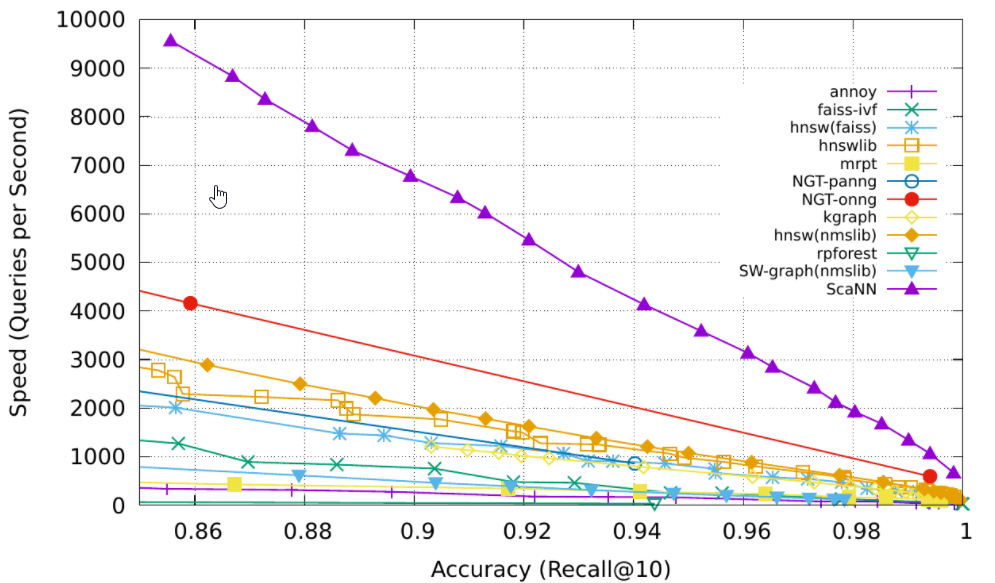 10000
9000
8000
7000
6000
5000
4000
3000
2000
1000
0
Speed (Queries per Second)
annoy
faiss-ivf
hnsw(faiss)
hnswlib
mrpt
NGT-panng
NGT-onng
kgraph
hnsw(nmslib)
rpforest
SW-graph(nmslib)
ScaNN
0.86 0.88 0.9 0.92 0.94 0.96 0.98 1
Accuracy (Recall@10)